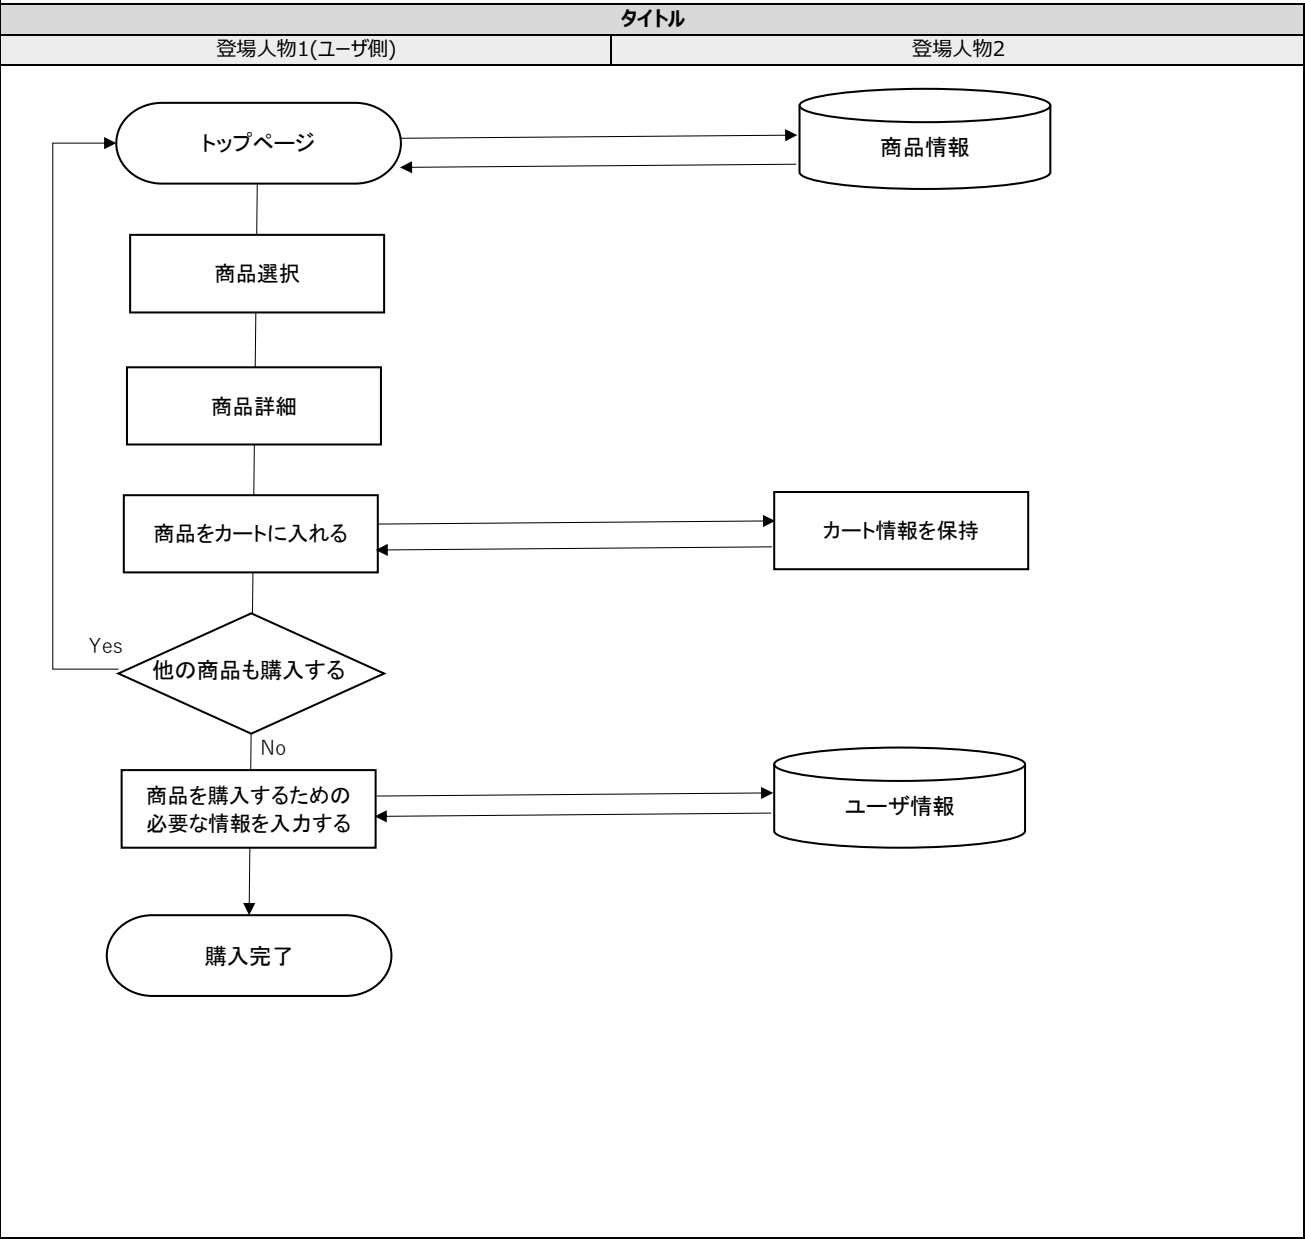 タイトル
登場人物1(ユーザ側)
登場人物2
トップページ
商品情報
商品選択
商品詳細
商品をカートに入れる
カート情報を保持
Yes
他の商品も購入する
No
商品を購入するための
必要な情報を入力する
ユーザ情報
購入完了